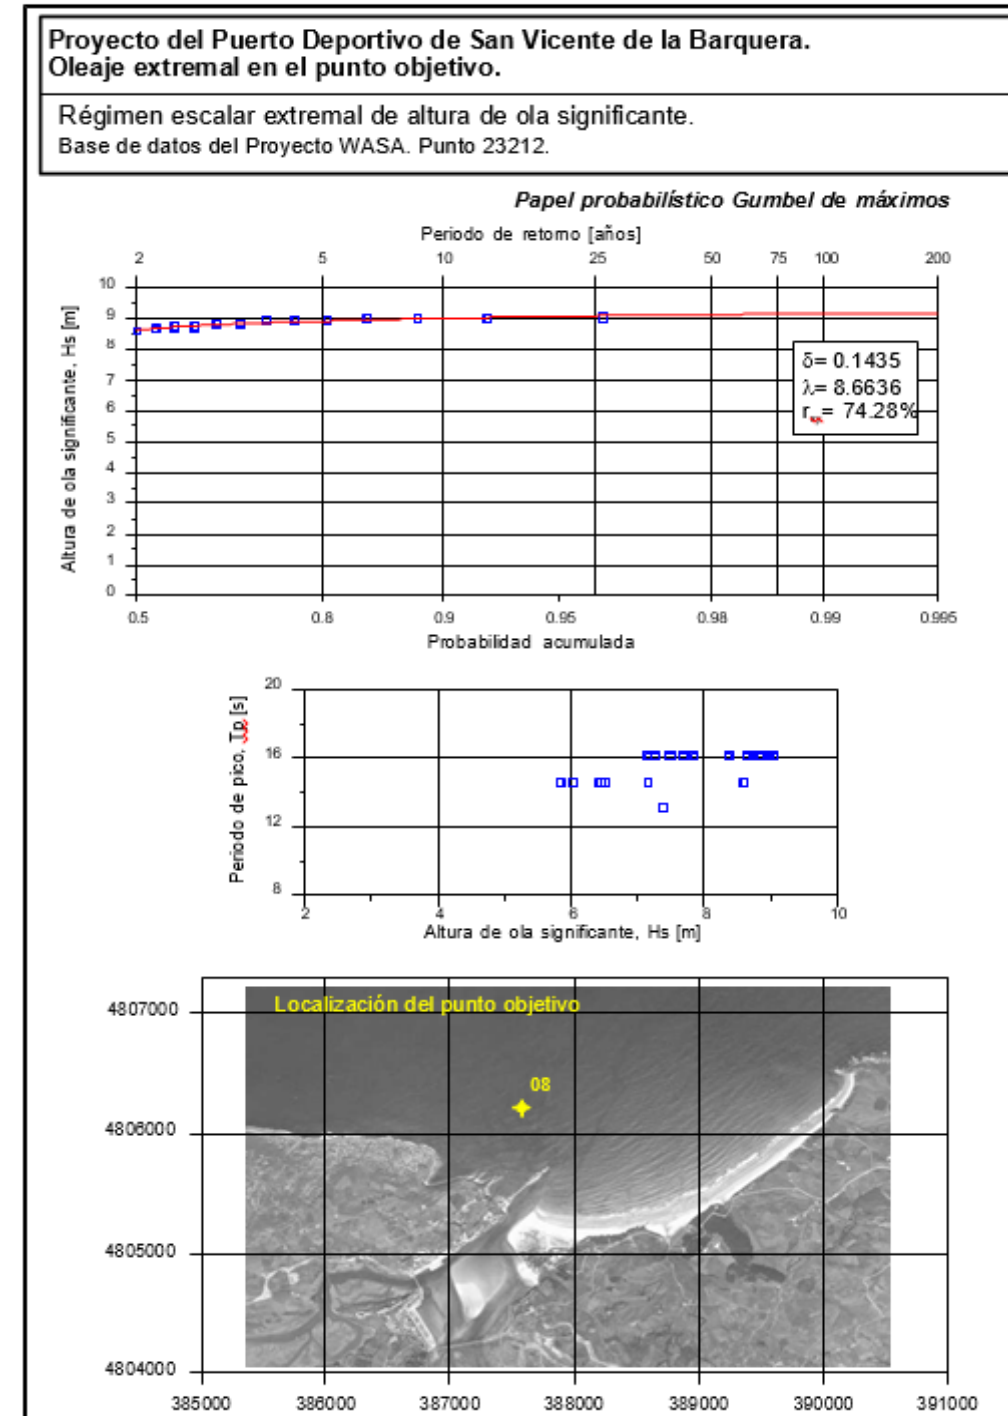 Proyecto del Puerto Deportivo de San Vicente de la Barquera.
Oleaje extremal en el punto objetivo.
Régimen escalar extremal de altura de ola significante.
Base de datos del Proyecto WASA. Punto 23212.
Papel probabilístico Gumbel de máximos
Periodo de retorno [años]
2 5 10 25 50 75 100 200
Altura de ola significante, Hs [m]
10
9
8
7
6
5
4
3
2
1
0
δ= 0.1435
λ= 8.6636
= 74.28%
0.5 0.8 0.9 0.95 0.98 0.99 0.995
Probabilidad acumulada
Periodo de pico, Tp [s]
20
16
12
8
2 4 6 8 10
Altura de ola significante, Hs [m]
Localización del punto objetivo
08
4807000
4806000
4805000
4804000
385000 386000 387000 388000 389000 390000 391000